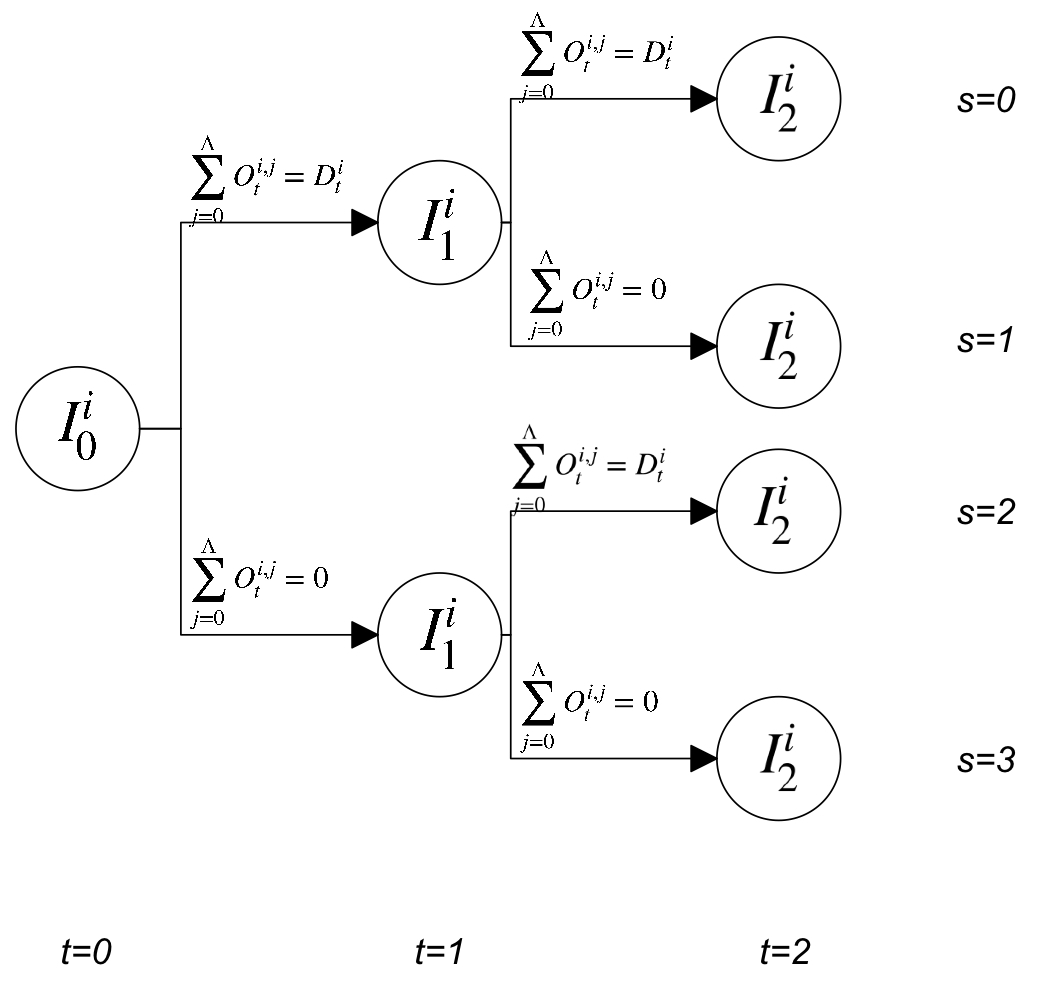 $\sum_{j=0}^{\Lambda} O_t^{i,j} = D_t^i$
$I_2^i$
s=0
$\sum_{j=0}^{\Lambda} O_t^{i,j} = D_t^i$
$I_1^i$
$\sum_{j=0}^{\Lambda} O_t^{i,j} = 0$
$I_2^i$
s=1
$I_0^i$
$\sum_{j=0}^{\Lambda} O_t^{i,j} = D_t^i$
$I_2^i$
s=2
$\sum_{j=0}^{\Lambda} O_t^{i,j} = 0$
$I_1^i$
$\sum_{j=0}^{\Lambda} O_t^{i,j} = 0$
$I_2^i$
s=3
t=0
t=1
t=2